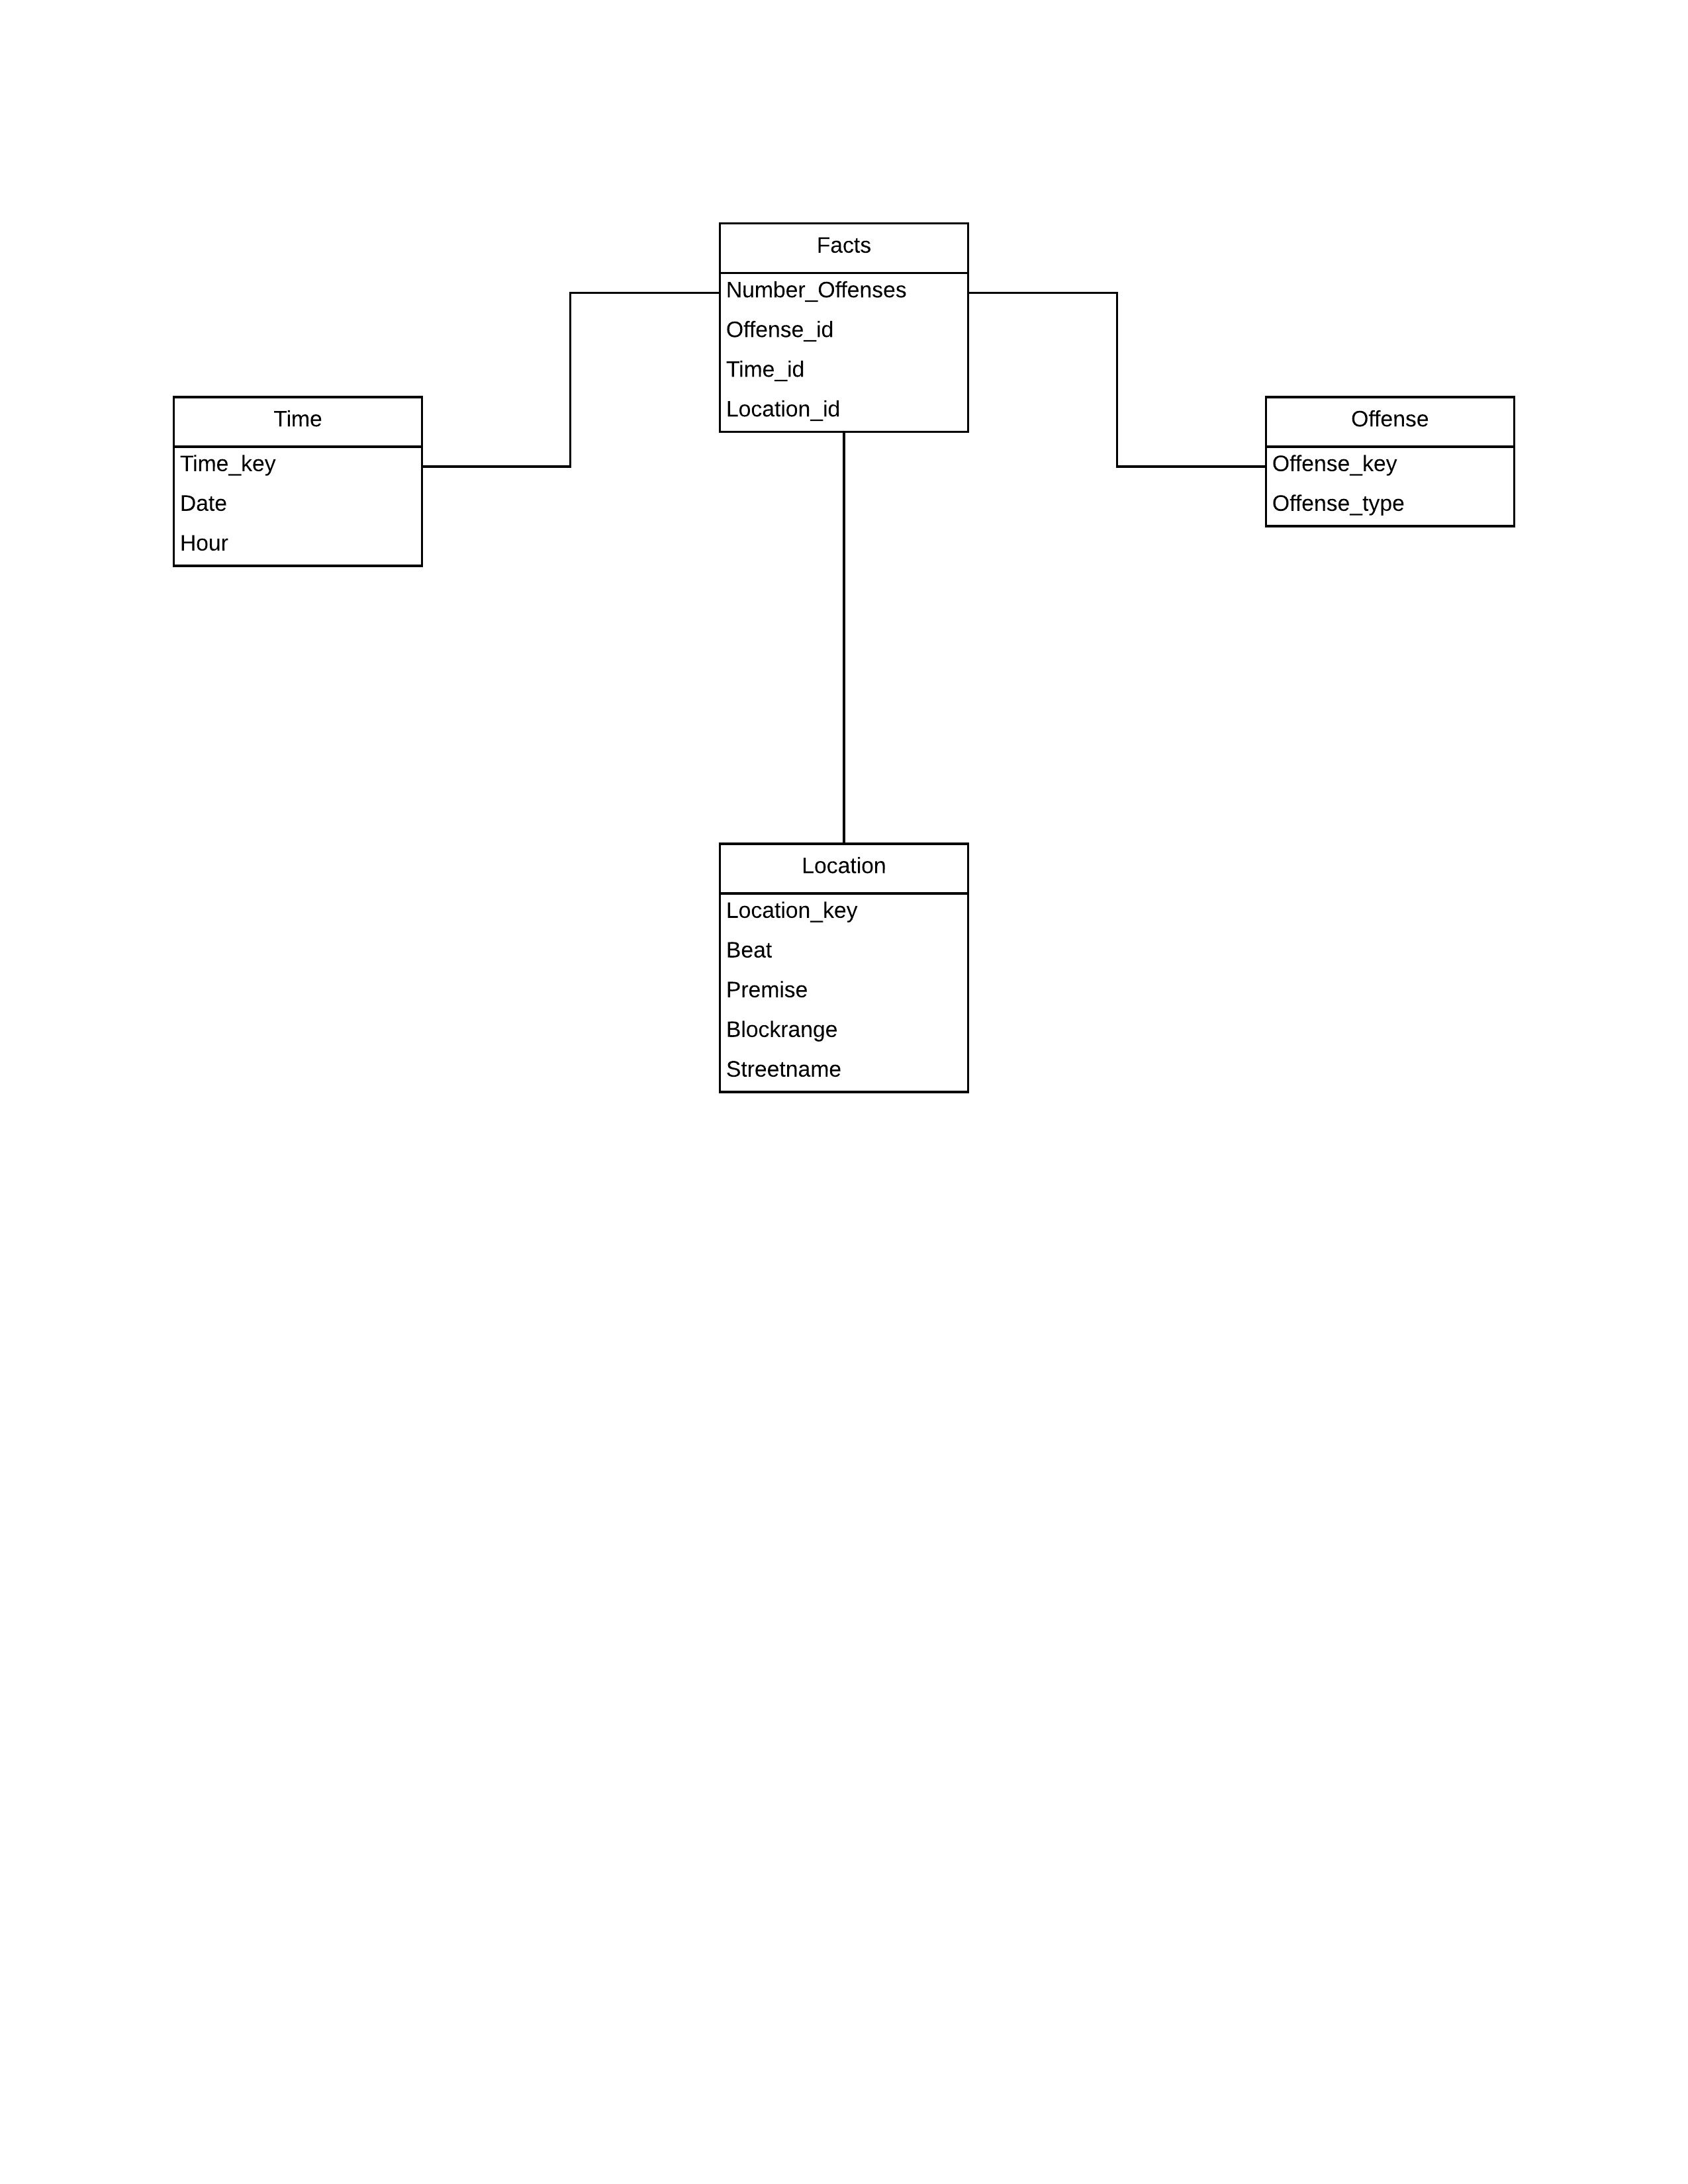 Facts
Number_Offenses
Offense_id
Time_id
Location_id
Time
Time_key
Date
Hour
Offense
Offense_key
Offense_type
Location
Location_key
Beat
Premise
Blockrange
Streetname